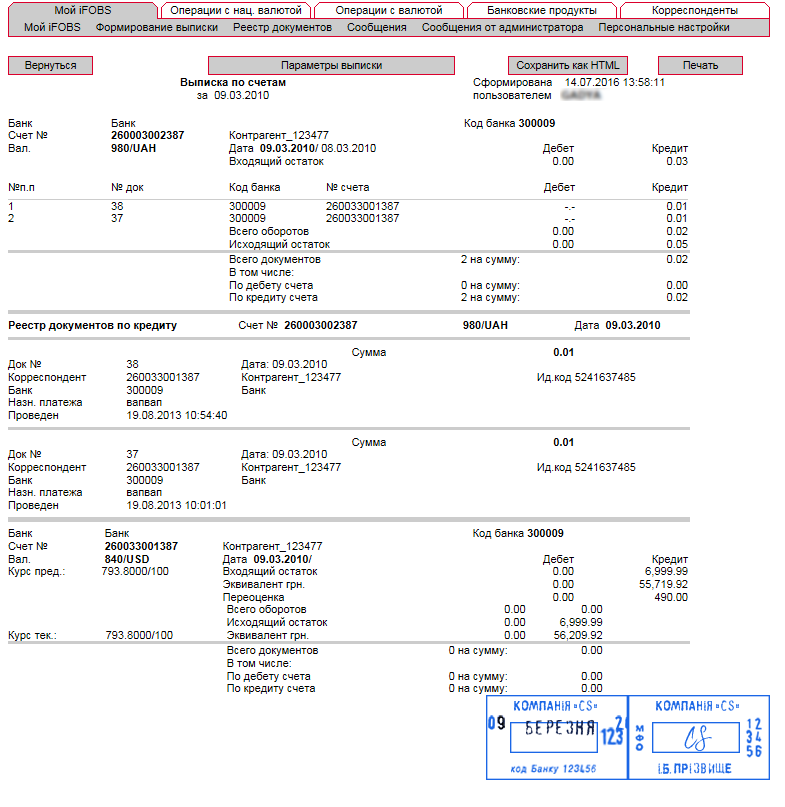 Мой iFOBS Операции с нац. валютой Операции с валютой Банковские продукты Корреспонденты
Мой iFOBS Формирование выписки Реестр документов Сообщения Сообщения от администратора Персональные настройки
Вернуться Параметры выписки Сохранить как HTML Печать
Выписка по счетам Сформирована 14.07.2016 13:58:11
за 09.03.2010 пользователем
Банк Банк Код банка 300009
Счет № 260003002387 Контрагент_123477
Вал. 980/UAH Дата 09.03.2010/ 08.03.2010 Дебет Кредит
Входящий остаток 0.00 0.03
№п.п № док Код банка № счета Дебет Кредит
1 38 300009 260033001387 -.- 0.01
2 37 300009 260033001387 -.- 0.01
Всего оборотов 0.00 0.02
Исходящий остаток 0.00 0.05
Всего документов 2 на сумму: 0.02
В том числе:
По дебету счета 0 на сумму: 0.00
По кредиту счета 2 на сумму: 0.02
Реестр документов по кредиту Счет № 260003002387 980/UAH Дата 09.03.2010
Сумма 0.01
Док № 38 Дата: 09.03.2010
Корреспондент 260033001387 Контрагент_123477 Ид.код 5241637485
Банк 300009 Банк
Назн. платежа вапвап
Проведен 19.08.2013 10:54:40
Сумма 0.01
Док № 37 Дата: 09.03.2010
Корреспондент 260033001387 Контрагент_123477 Ид.код 5241637485
Банк 300009 Банк
Назн. платежа вапвап
Проведен 19.08.2013 10:01:01
Банк Банк Код банка 300009
Счет № 260033001387 Контрагент_123477
Вал. 840/USD Дата 09.03.2010/ Дебет Кредит
Курс пред.: 793.8000/100 Входящий остаток 0.00 6,999.99
Эквивалент грн. 0.00 55,719.92
Переоценка 0.00 490.00
Всего оборотов 0.00 0.00
Исходящий остаток 0.00 6,999.99
Курс тек.: 793.8000/100 Эквивалент грн. 0.00 56,209.92
Всего документов 0 на сумму: 0.00
В том числе:
По дебету счета 0 на сумму: 0.00
По кредиту счета 0 на сумму: 0.00
КОМПАНІЯ «CS» КОМПАНІЯ «CS»
09 БЕРЕЗНЯ 123 МФО CS 12
34
56
код Банку 123456 І.Б.ПРІЗВИЩЕ